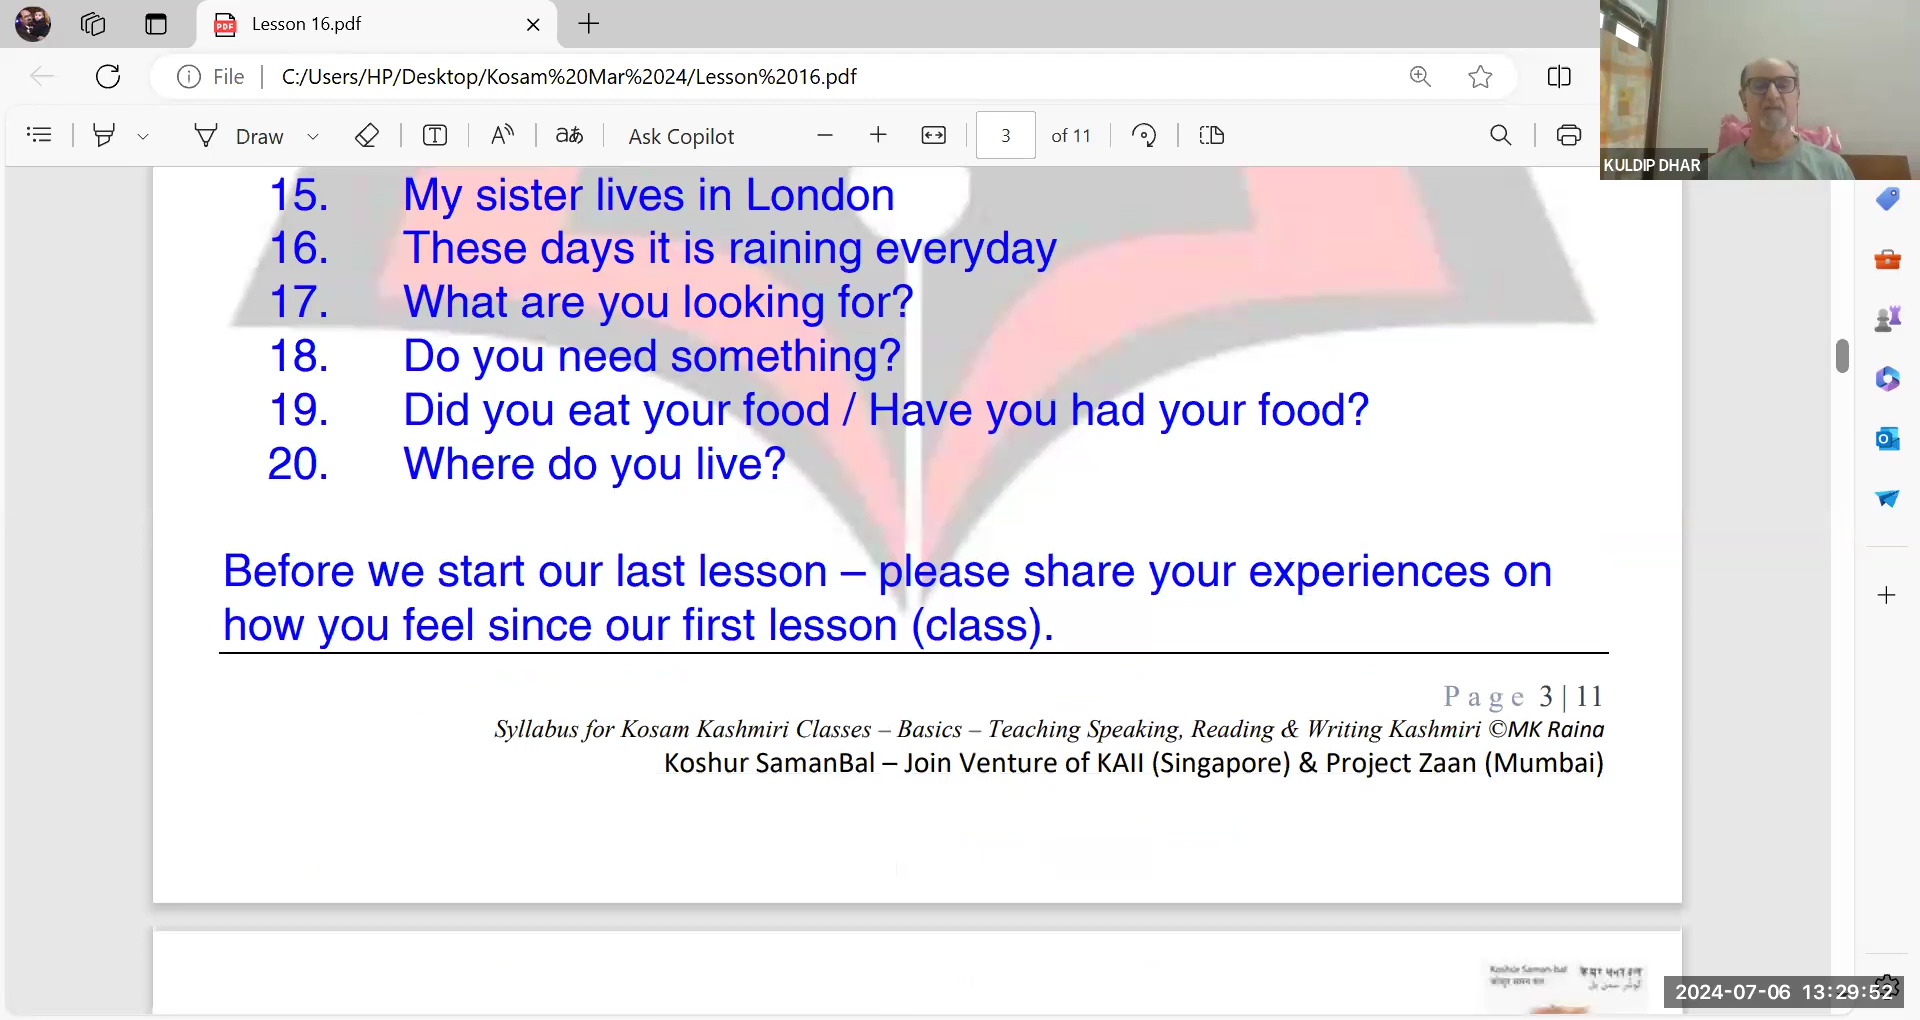 Lesson 16.pdf
File
C:/Users/HP/Desktop/Kosam%20Mar%2024/Lesson%2016.pdf
Draw
Ask Copilot
3 of 11
KULDIP DHAR
15. My sister lives in London
16. These days it is raining everyday
17. What are you looking for?
18. Do you need something?
19. Did you eat your food / Have you had your food?
20. Where do you live?
Before we start our last lesson – please share your experiences on
how you feel since our first lesson (class).
Page 3|11
Syllabus for Kosam Kashmiri Classes – Basics – Teaching Speaking, Reading & Writing Kashmiri ©MK Raina
Koshur SamanBal – Join Venture of KAII (Singapore) & Project Zaan (Mumbai)
Koshur Saman-bal
2024-07-06 13:29:52